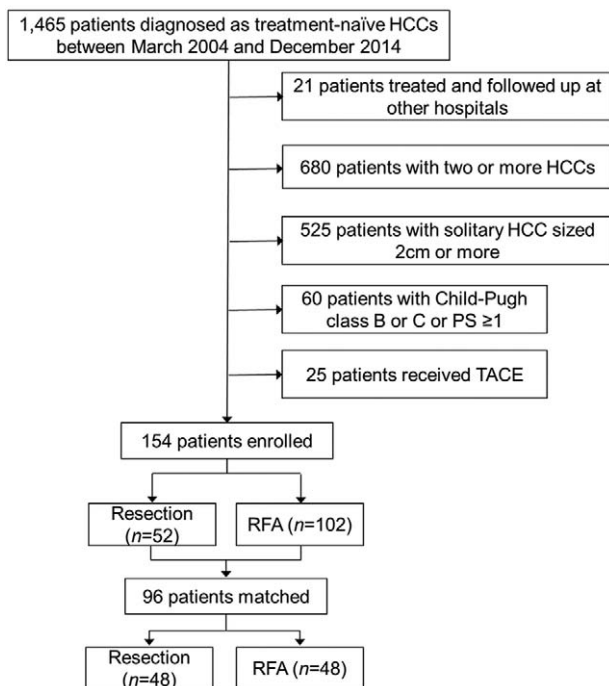 1,465 patients diagnosed as treatment-naïve HCCs
between March 2004 and December 2014
21 patients treated and followed up at
other hospitals
680 patients with two or more HCCs
525 patients with solitary HCC sized
2cm or more
60 patients with Child-Pugh
class B or C or PS ≥1
25 patients received TACE
154 patients enrolled
Resection
(n=52)
RFA (n=102)
96 patients matched
Resection
(n=48)
RFA (n=48)